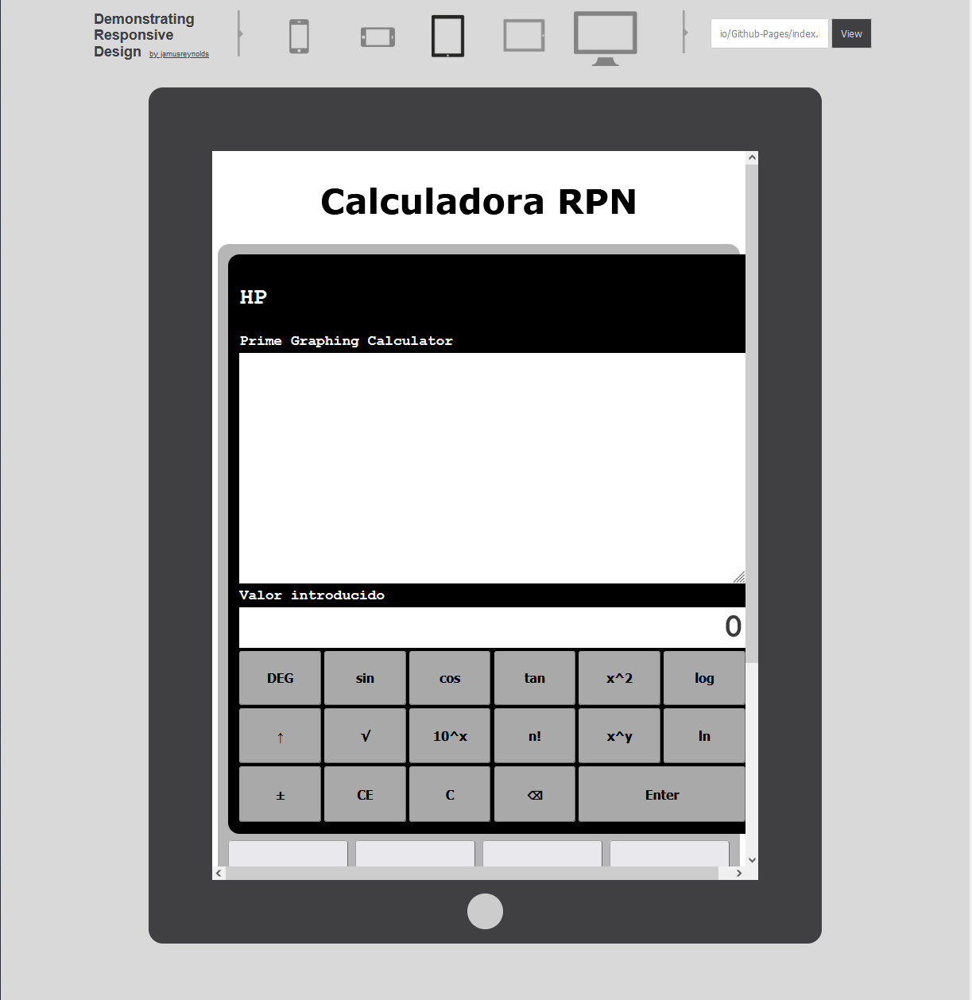 Demonstrating
Responsive
Design by jamusreynolds
io/Github-Pages/index.
View
Calculadora RPN
HP
Prime Graphing Calculator
Valor introducido
0
DEG sin cos tan x^2 log
↑ √ 10^x n! x^y ln
± CE C ⌫ Enter